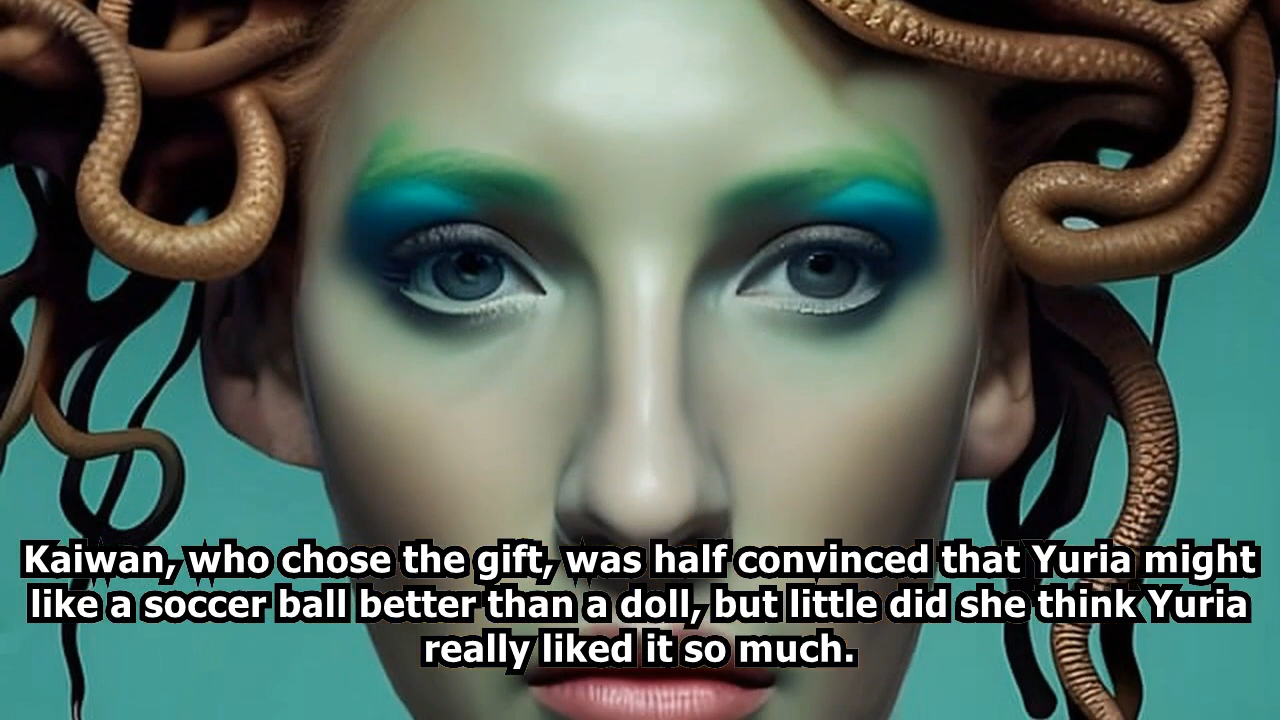 Kaiwan, who chose the gift, was half convinced that Yuria might
like a soccer ball better than a doll, but little did she think Yuria
really liked it so much.